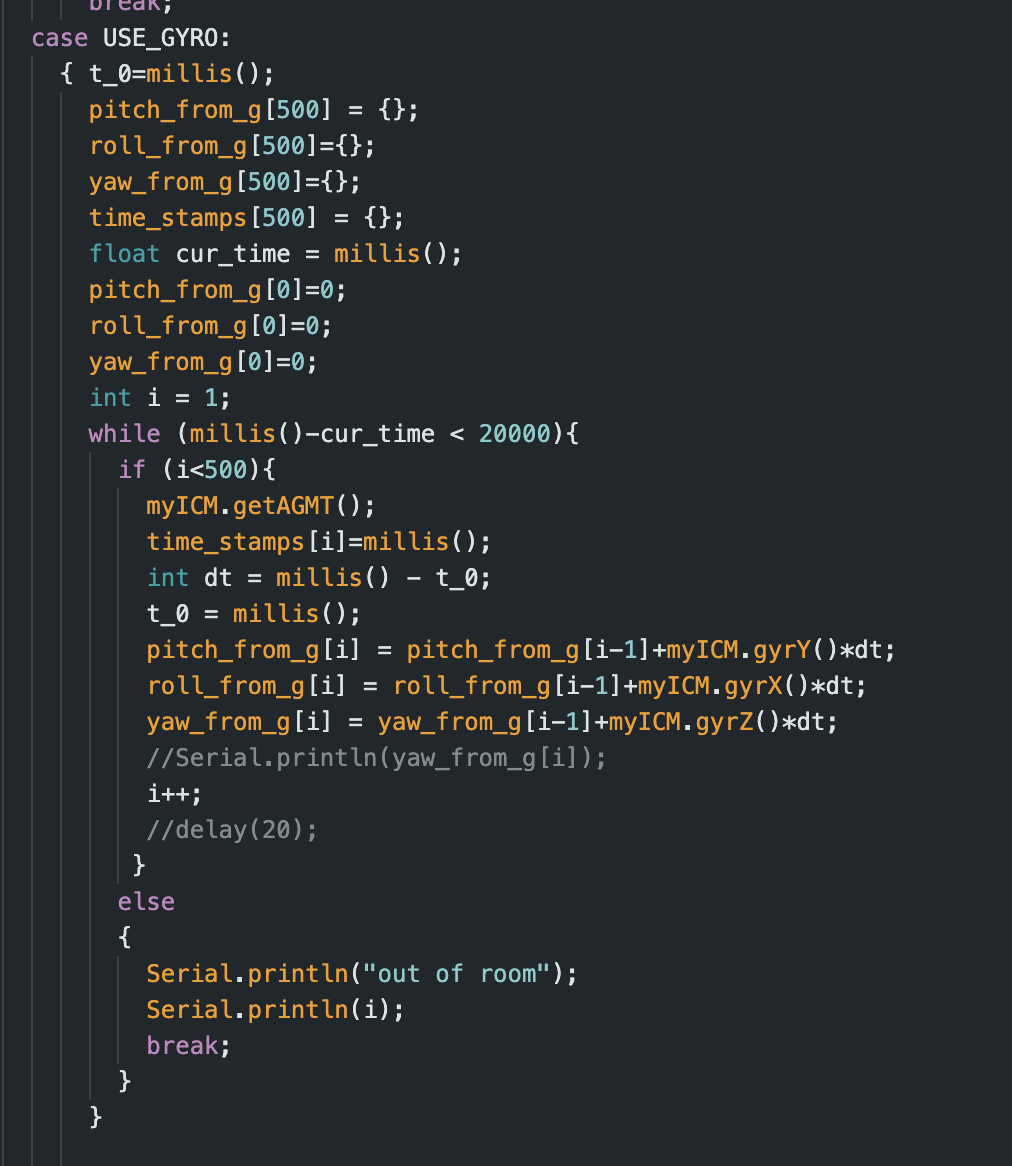 break;
case USE_GYRO:
{ t_0=millis();
pitch_from_g[500] = {};
roll_from_g[500]={};
yaw_from_g[500]={};
time_stamps[500] = {};
float cur_time = millis();
pitch_from_g[0]=0;
roll_from_g[0]=0;
yaw_from_g[0]=0;
int i = 1;
while (millis()-cur_time < 20000){
if (i<500){
myICM.getAGMT();
time_stamps[i]=millis();
int dt = millis() - t_0;
t_0 = millis();
pitch_from_g[i] = pitch_from_g[i-1]+myICM.gyrY()*dt;
roll_from_g[i] = roll_from_g[i-1]+myICM.gyrX()*dt;
yaw_from_g[i] = yaw_from_g[i-1]+myICM.gyrZ()*dt;
//Serial.println(yaw_from_g[i]);
i++;
//delay(20);
}
else
{
Serial.println("out of room");
Serial.println(i);
break;
}
}